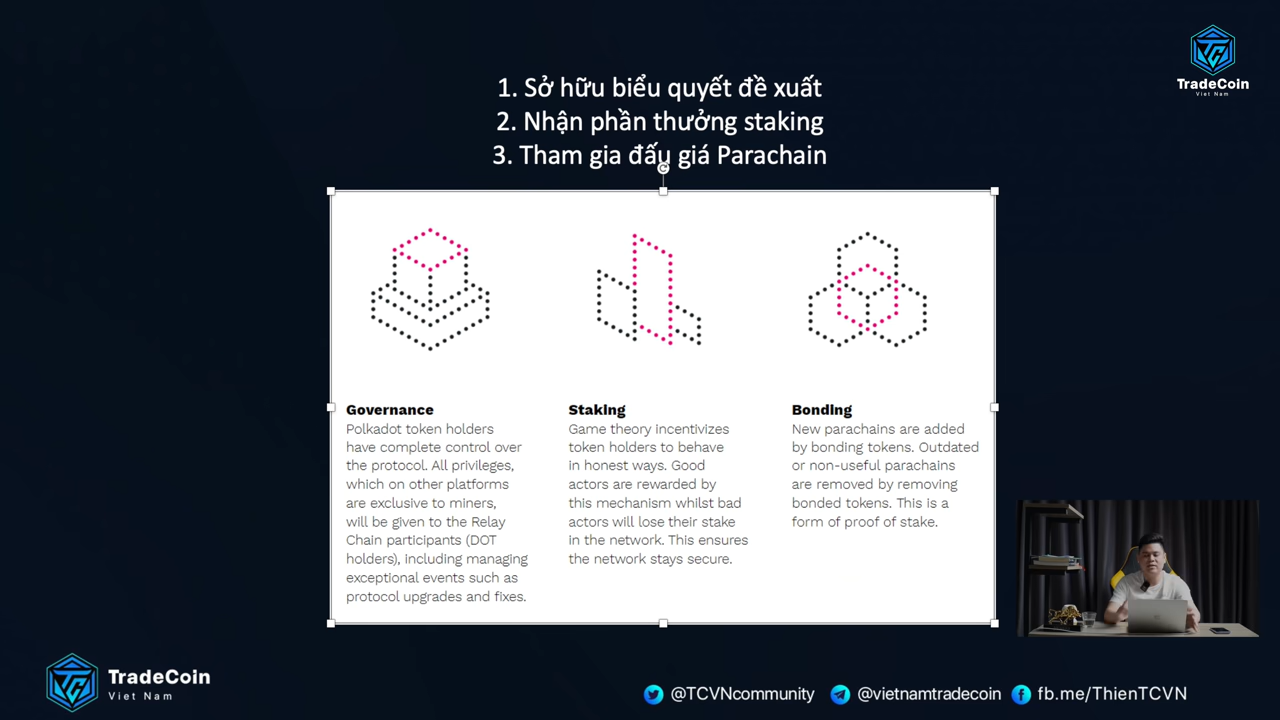 TradeCoin
Viet Nam
1. Sở hữu biểu quyết đề xuất
2. Nhận phần thưởng staking
3. Tham gia đấu giá Parachain
Governance
Polkadot token holders
have complete control over
the protocol. All privileges,
which on other platforms
are exclusive to miners,
will be given to the Relay
Chain participants (DOT
holders), including managing
exceptional events such as
protocol upgrades and fixes.
Staking
Game theory incentivizes
token holders to behave
in honest ways. Good
actors are rewarded by
this mechanism whilst bad
actors will lose their stake
in the network. This ensures
the network stays secure.
Bonding
New parachains are added
by bonding tokens. Outdated
or non-useful parachains
are removed by removing
bonded tokens. This is a
form of proof of stake.
TradeCoin
Viet Nam
@TCVNcommunity
@vietnamtradecoin
fb.me/ThienTCVN